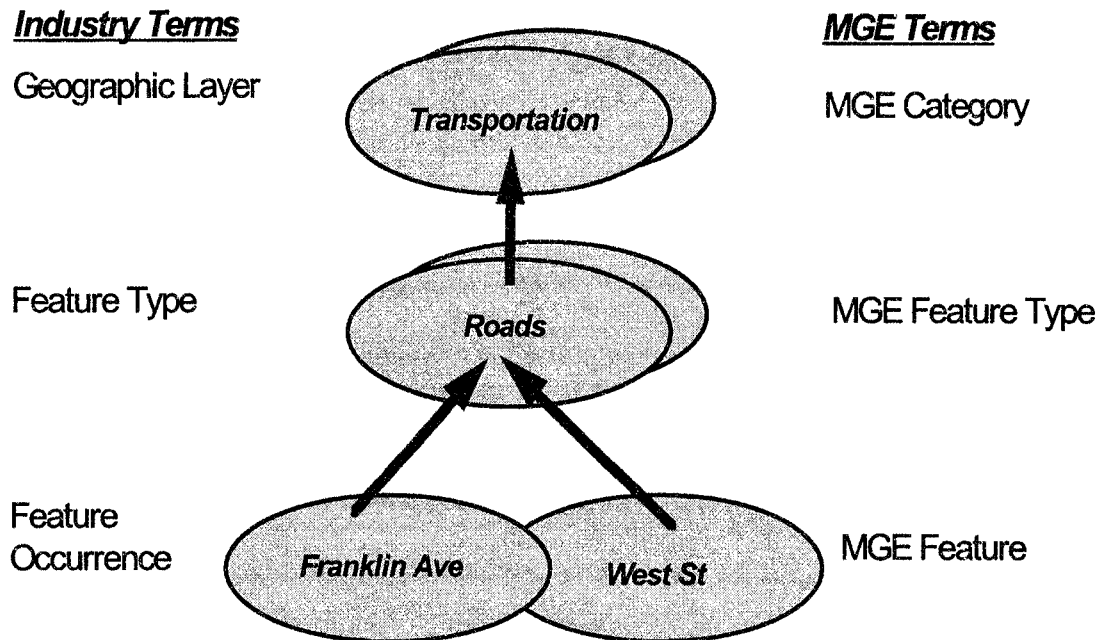 Industry Terms
MGE Terms
Geographic Layer
Transportation
MGE Category
Feature Type
Roads
MGE Feature Type
Feature
Occurrence
Franklin Ave
West St
MGE Feature